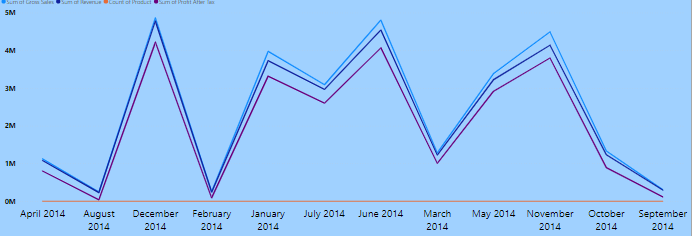 Sum of Gross Sales Sum of Revenue Count of Product Sum of Profit After Tax
5M
4M
3M
2M
1M
0M
April 2014 August 2014 December 2014 February 2014 January 2014 July 2014 June 2014 March 2014 May 2014 November 2014 October 2014 September 2014